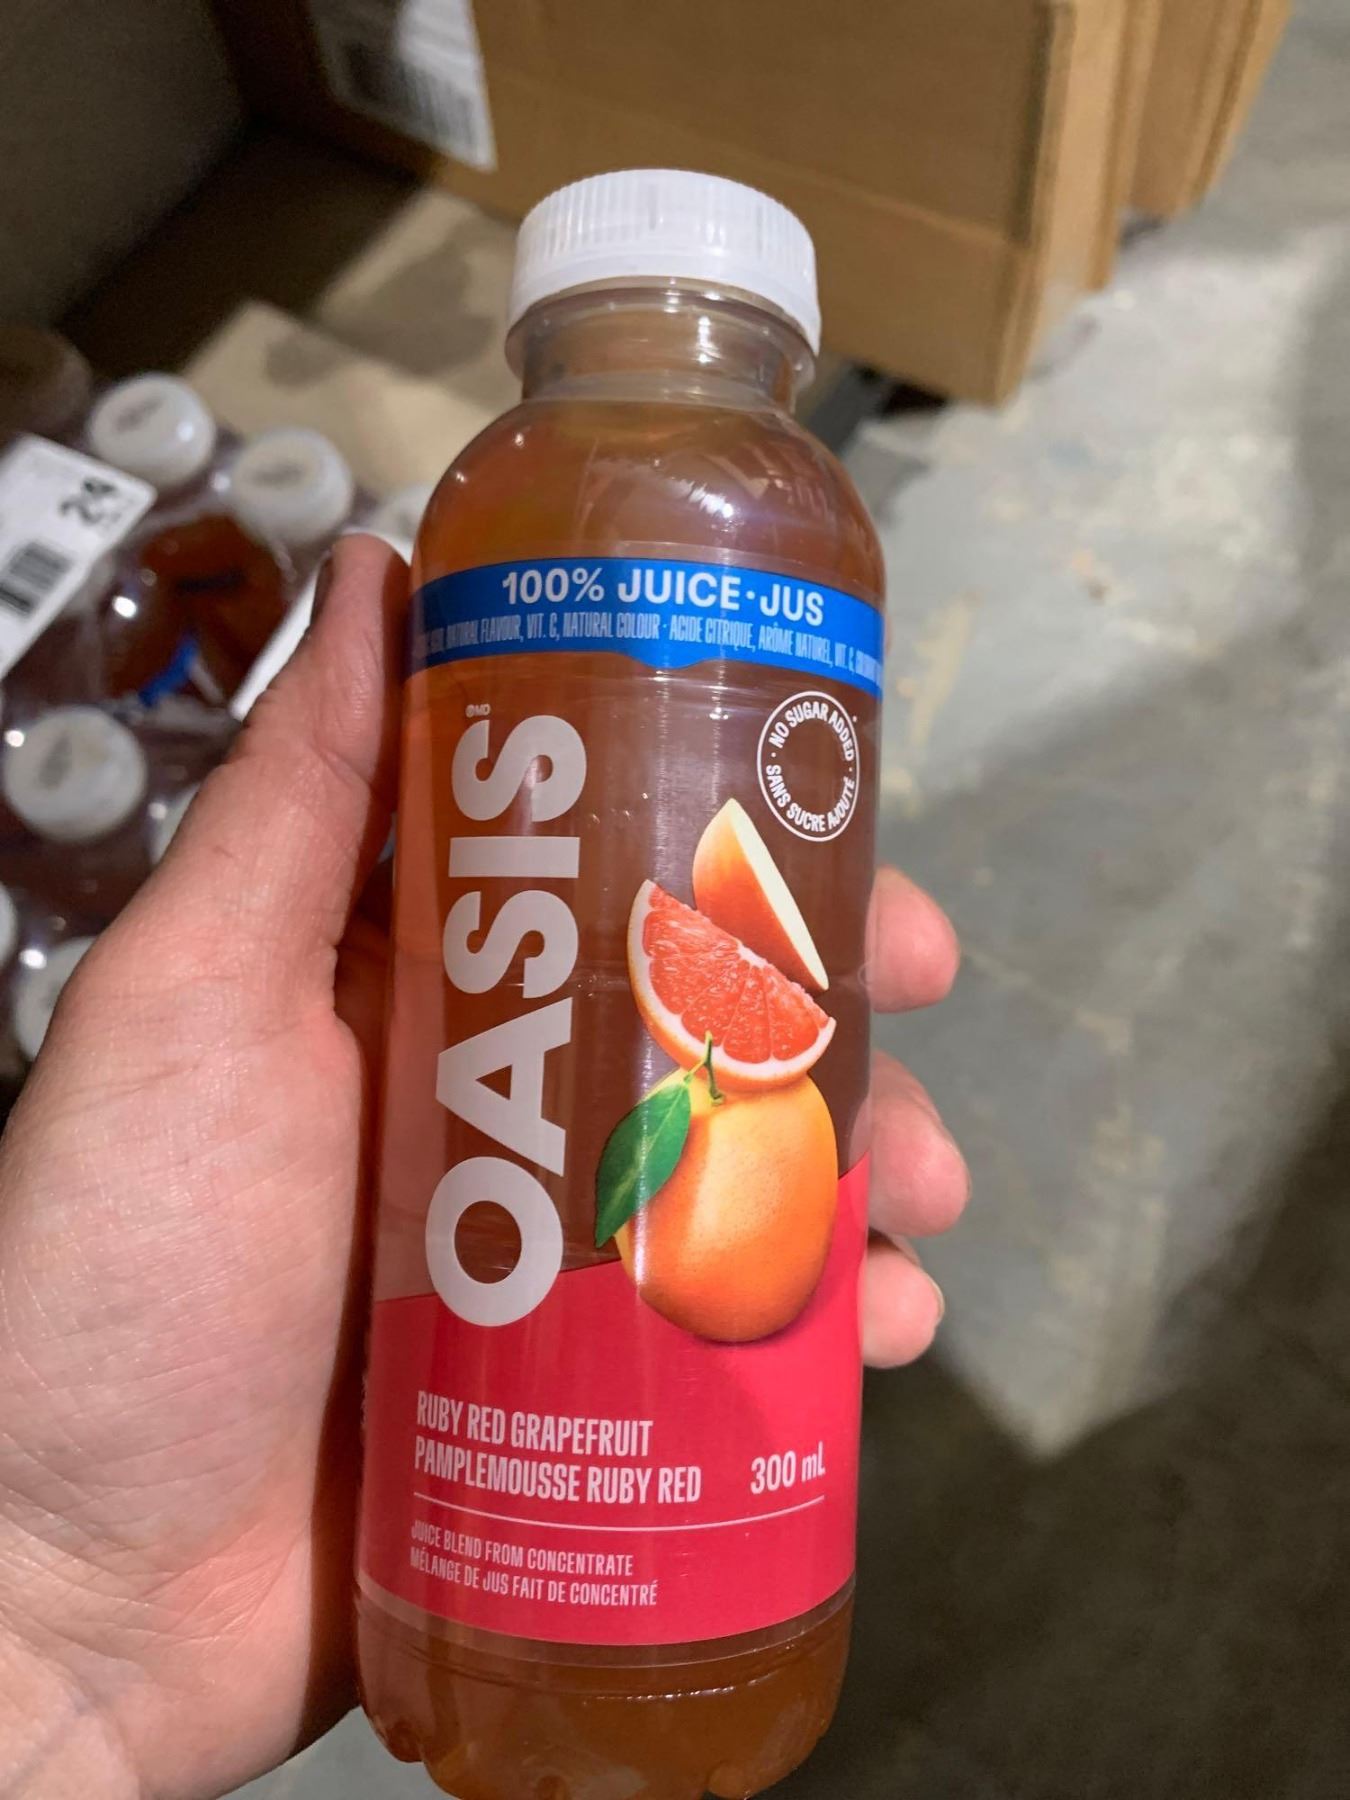 100% JUICE · JUS
NATURAL FLAVOUR, VIT. C, NATURAL COLOUR · ACIDE CITRIQUE, ARÔME NATUREL, VIT. C,
OASIS
MD
· NO SUGAR ADDED ·
SANS SUCRE AJOUTÉ
RUBY RED GRAPEFRUIT
PAMPLEMOUSSE RUBY RED
300 mL
JUICE BLEND FROM CONCENTRATE
MÉLANGE DE JUS FAIT DE CONCENTRÉ
24